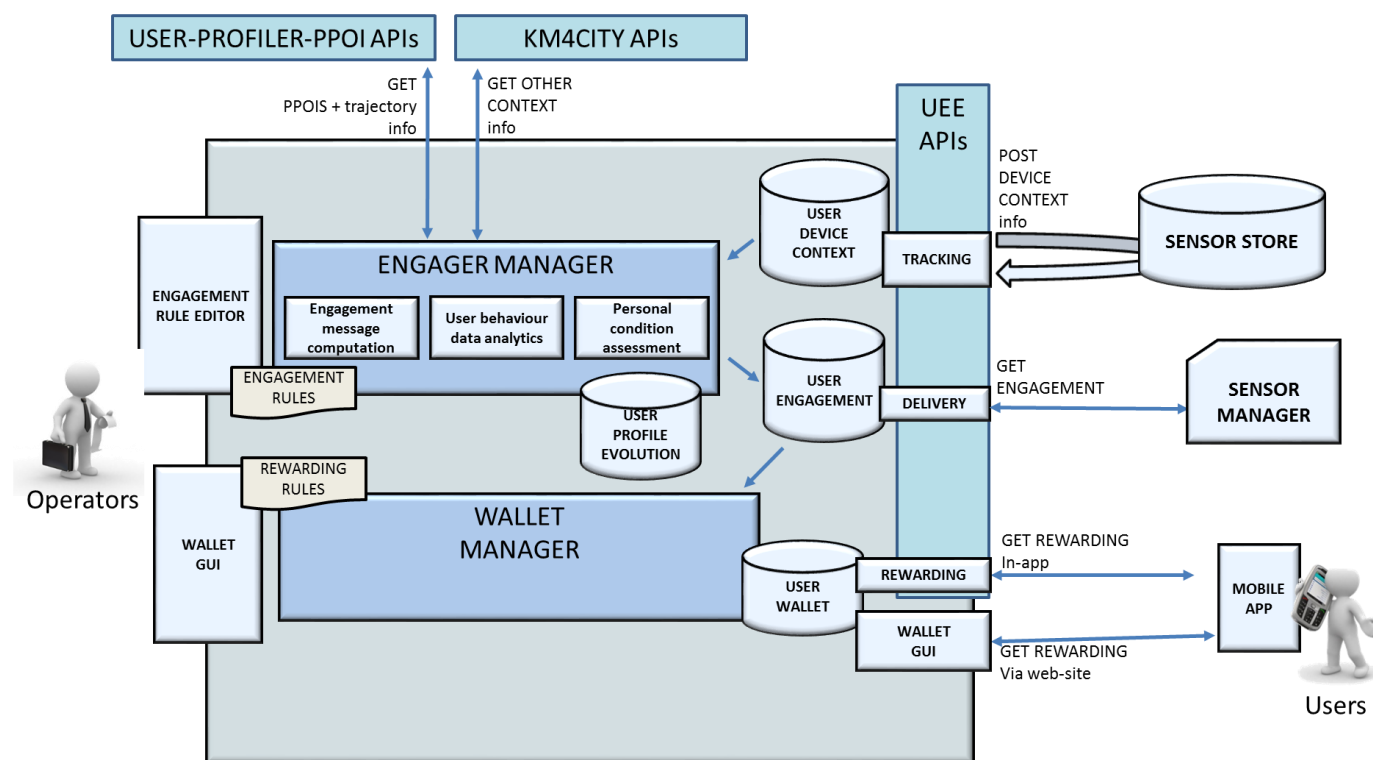 USER-PROFILER-PPOI APIs
KM4CITY APIs
GET
PPOIS + trajectory
info
GET OTHER
CONTEXT
info
UEE
APIs
POST
DEVICE
CONTEXT
info
USER
DEVICE
CONTEXT
TRACKING
SENSOR STORE
ENGAGEMENT
RULE EDITOR
ENGAGER MANAGER
Engagement
message
computation
User behaviour
data analytics
Personal
condition
assessment
ENGAGEMENT
RULES
USER
PROFILE
EVOLUTION
USER
ENGAGEMENT
DELIVERY
GET
ENGAGEMENT
SENSOR
MANAGER
Operators
REWARDING
RULES
WALLET
GUI
WALLET
MANAGER
USER
WALLET
REWARDING
WALLET
GUI
GET REWARDING
In-app
GET REWARDING
Via web-site
MOBILE
APP
Users